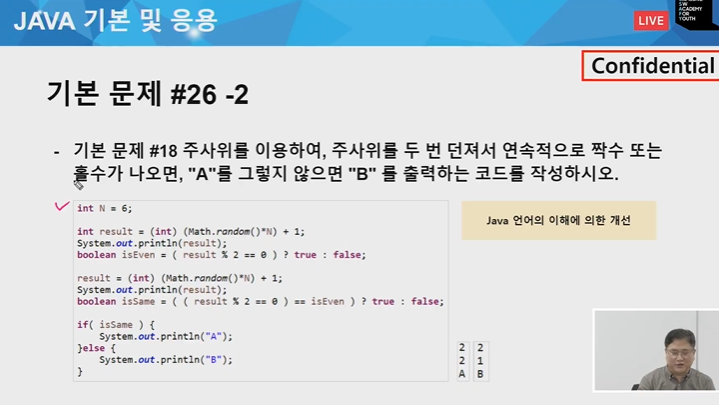 JAVA 기본 및 응용
LIVE
SW
ACADEMY
FOR
YOUTH
Confidential
기본 문제 #26 -2
- 기본 문제 #18 주사위를 이용하여, 주사위를 두 번 던져서 연속적으로 짝수 또는
홀수가 나오면, "A"를 그렇지 않으면 "B" 를 출력하는 코드를 작성하시오.
int N = 6;
int result = (int) (Math.random()*N) + 1;
System.out.println(result);
boolean isEven = ( result % 2 == 0 ) ? true : false;
result = (int) (Math.random()*N) + 1;
System.out.println(result);
boolean isSame = ( ( result % 2 == 0 ) == isEven ) ? true : false;
if( isSame ) {
System.out.println("A");
}else {
System.out.println("B");
}
Java 언어의 이해에 의한 개선
2 2
2 1
A B